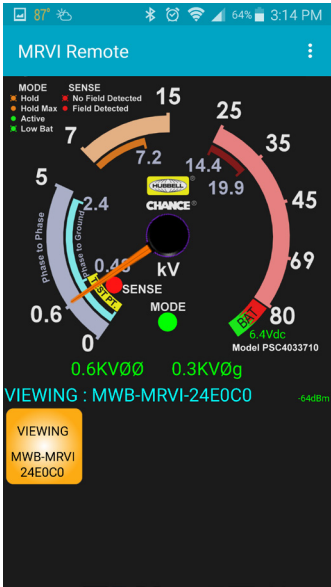 87° 64% 3:14 PM
MRVI Remote
MODE SENSE
Hold No Field Detected
Hold Max Field Detected
Active
Low Bat
15
25
7
35
7.2
14.4
19.9
5
45
2.4
HUBBELL
CHANCE®
Phase to Phase
Phase to Ground
69
kV
0.48
TEST PT.
SENSE
0.6
MODE
BAT
80
0
6.4Vdc
Model PSC4033710
0.6KVØØ 0.3KVØg
VIEWING : MWB-MRVI-24E0C0 -64dBm
VIEWING
MWB-MRVI
24E0C0